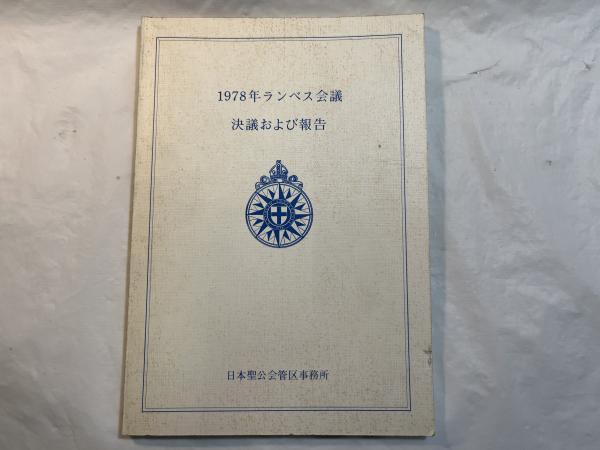 1978年ランベス会議
決議および報告
日本聖公会管区事務所